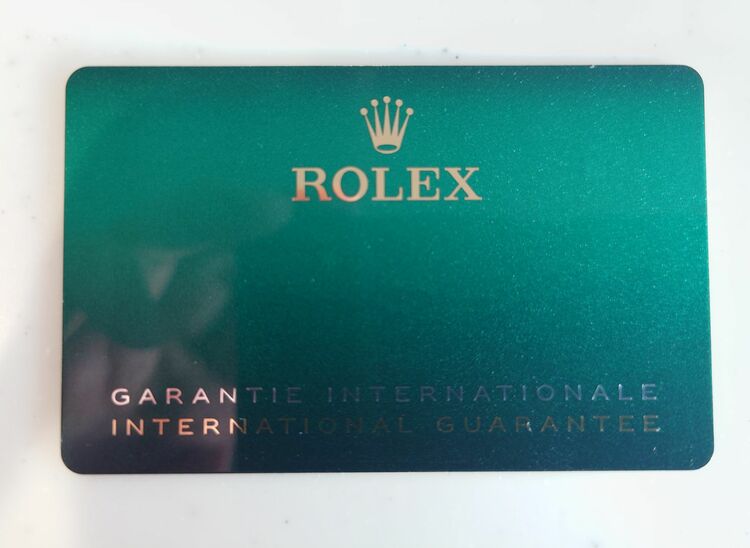 ROLEX
GARANTIE INTERNATIONALE
INTERNATIONAL GUARANTEE